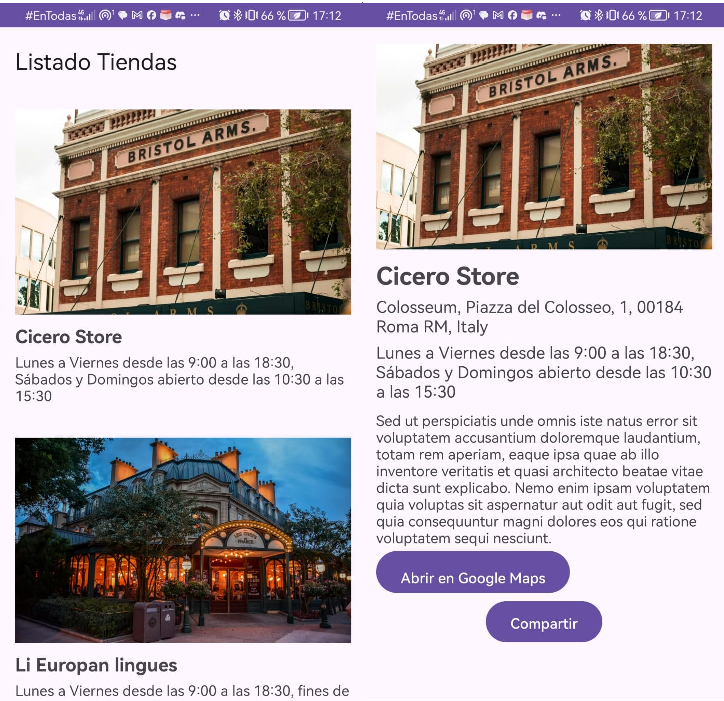 #EnTodas
66 % 17:12
Listado Tiendas
BRISTOL ARMS.
ARMS
Cicero Store
Lunes a Viernes desde las 9:00 a las 18:30,
Sábados y Domingos abierto desde las 10:30 a las
15:30
Li Europan lingues
Lunes a Viernes desde las 9:00 a las 18:30, fines de
#EnTodas
66 % 17:12
BRISTOL ARMS.
ARMS
Cicero Store
Colosseum, Piazza del Colosseo, 1, 00184
Roma RM, Italy
Lunes a Viernes desde las 9:00 a las 18:30,
Sábados y Domingos abierto desde las 10:30
a las 15:30
Sed ut perspiciatis unde omnis iste natus error sit
voluptatem accusantium doloremque laudantium,
totam rem aperiam, eaque ipsa quae ab illo
inventore veritatis et quasi architecto beatae vitae
dicta sunt explicabo. Nemo enim ipsam voluptatem
quia voluptas sit aspernatur aut odit aut fugit, sed
quia consequuntur magni dolores eos qui ratione
voluptatem sequi nesciunt.
Abrir en Google Maps
Compartir